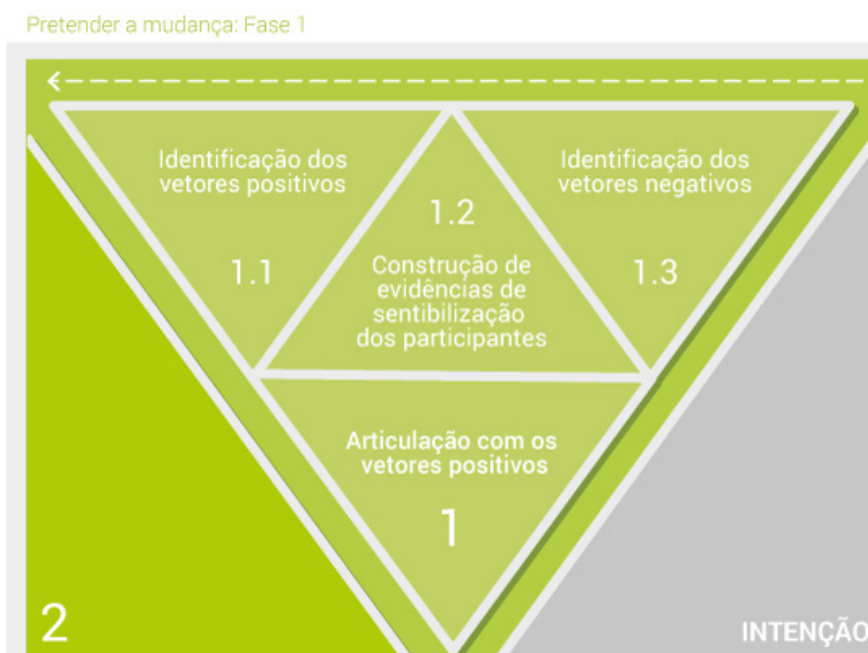 Pretender a mudança: Fase 1
Identificação dos
vetores positivos
1.1
1.2
Construção de
evidências de
sentibilização
dos participantes
Identificação dos
vetores negativos
1.3
Articulação com os
vetores positivos
1
2
INTENÇÃO